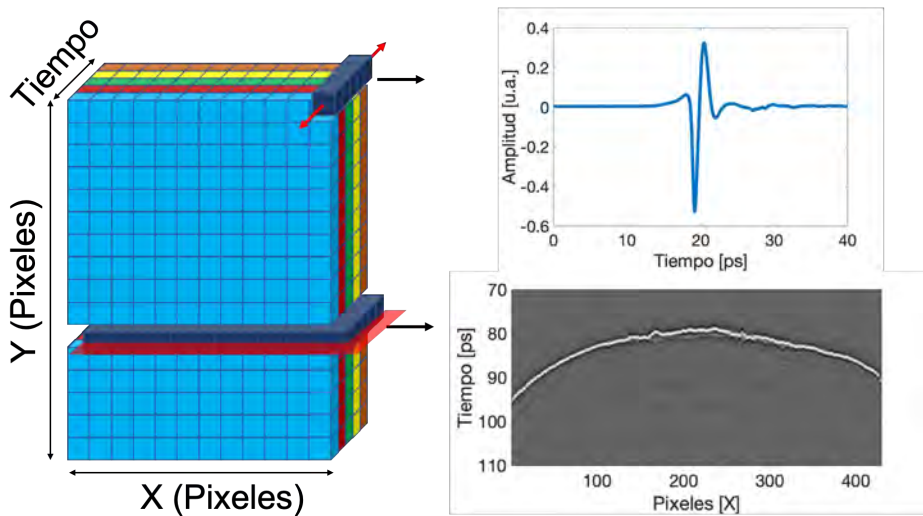 Tiempo
Y (Pixeles)
X (Pixeles)
Amplitud [u.a.]
0.4
0.2
0
-0.2
-0.4
-0.6
0
10
20
30
40
Tiempo [ps]
Tiempo [ps]
70
80
90
100
110
100
200
300
400
Pixeles [X]